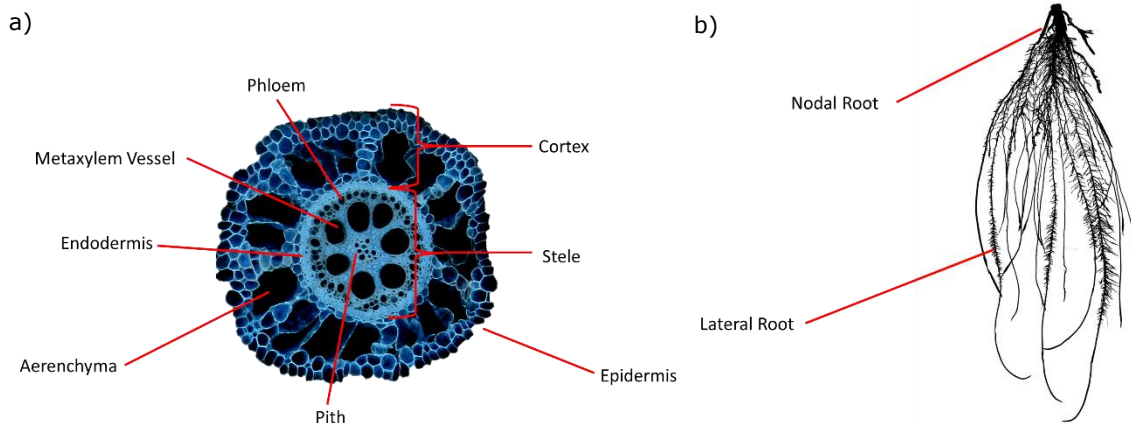 a)
b)
Phloem
Nodal Root
Metaxylem Vessel
Cortex
Endodermis
Stele
Lateral Root
Aerenchyma
Epidermis
Pith